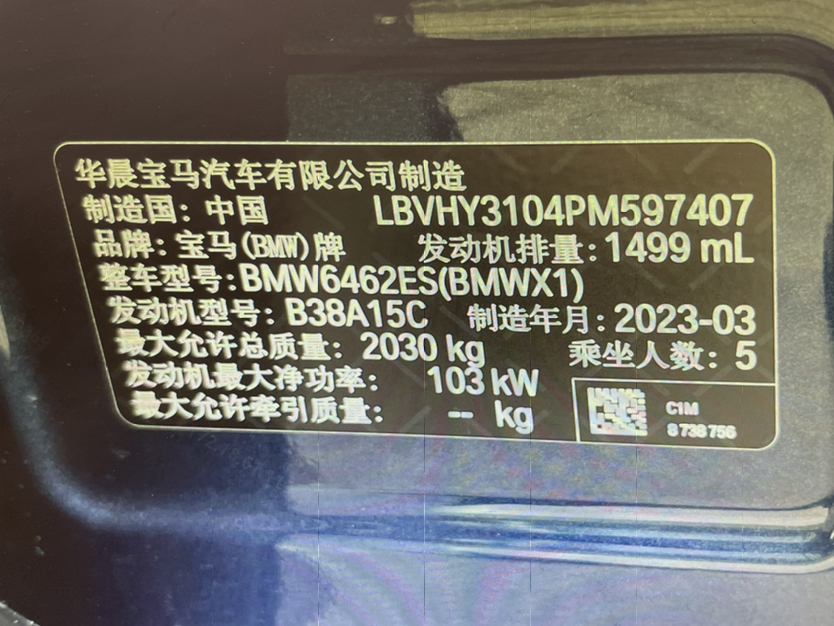 华晨宝马汽车有限公司制造
制造国：中国 LBVHY3104PM597407
品牌：宝马(BMW)牌 发动机排量：1499 mL
整车型号：BMW6462ES(BMWX1)
发动机型号：B38A15C 制造年月：2023-03
最大允许总质量：2030 kg 乘坐人数：5
发动机最大净功率：103 kW
最大允许牵引质量：-- kg
C1M
8 738 756